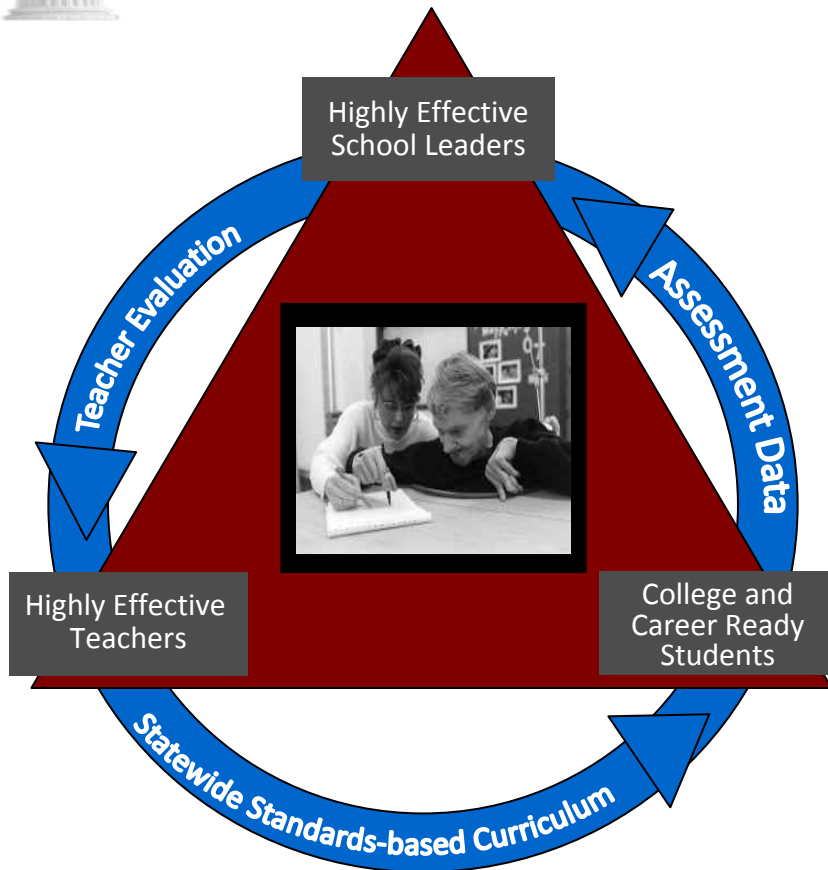 Highly Effective
School Leaders
Teacher Evaluation
Assessment Data
Highly Effective
Teachers
College and
Career Ready
Students
Statewide Standards-based Curriculum